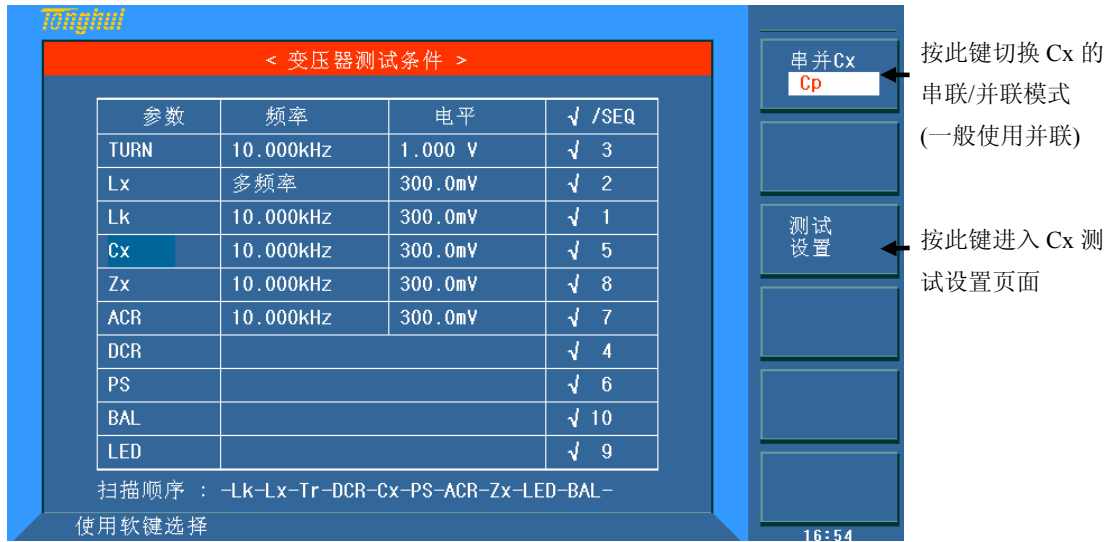 Tonghui
< 变压器测试条件 >
参数 频率 电平 √ /SEQ
TURN 10.000kHz 1.000 V √ 3
Lx 多频率 300.0mV √ 2
Lk 10.000kHz 300.0mV √ 1
Cx 10.000kHz 300.0mV √ 5
Zx 10.000kHz 300.0mV √ 8
ACR 10.000kHz 300.0mV √ 7
DCR √ 4
PS √ 6
BAL √ 10
LED √ 9
扫描顺序 : -Lk-Lx-Tr-DCR-Cx-PS-ACR-Zx-LED-BAL-
使用软键选择
串并Cx
Cp
测试
设置
16:54
按此键切换 Cx 的
串联/并联模式
(一般使用并联)
按此键进入 Cx 测
试设置页面